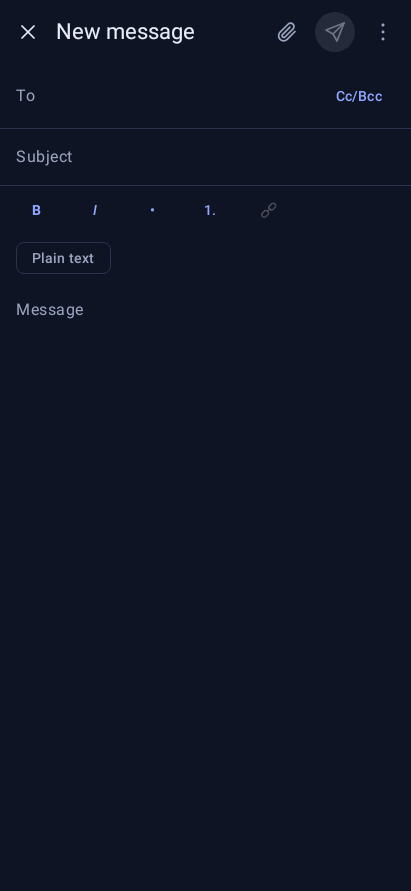 New message
To Cc/Bcc
Subject
B I • 1.
Plain text
Message